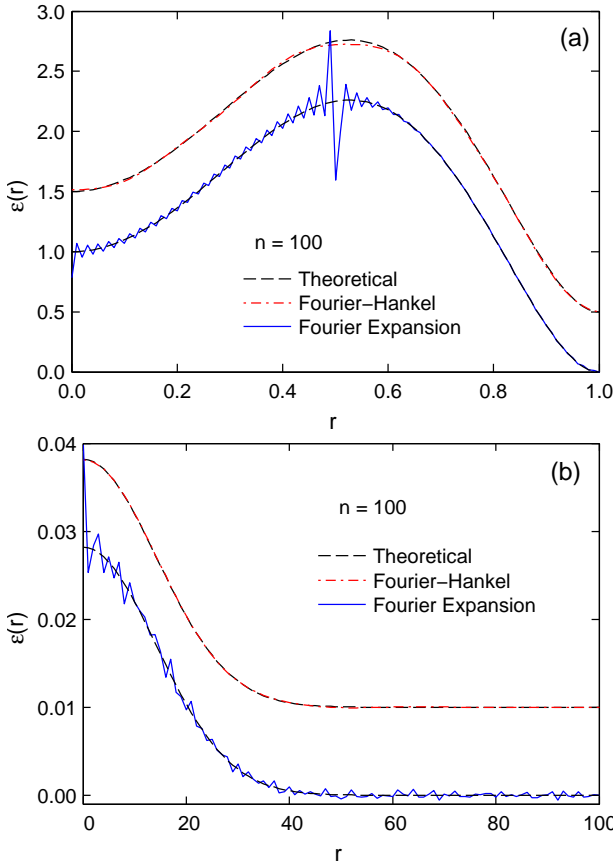 3.0
(a)
2.5
2.0
1.5
1.0
0.5
0.0
ε(r)
n = 100
Theoretical
Fourier−Hankel
Fourier Expansion
0.0 0.2 0.4 0.6 0.8 1.0
r
0.04
(b)
0.03
0.02
0.01
0.00
ε(r)
n = 100
Theoretical
Fourier−Hankel
Fourier Expansion
0 20 40 60 80 100
r